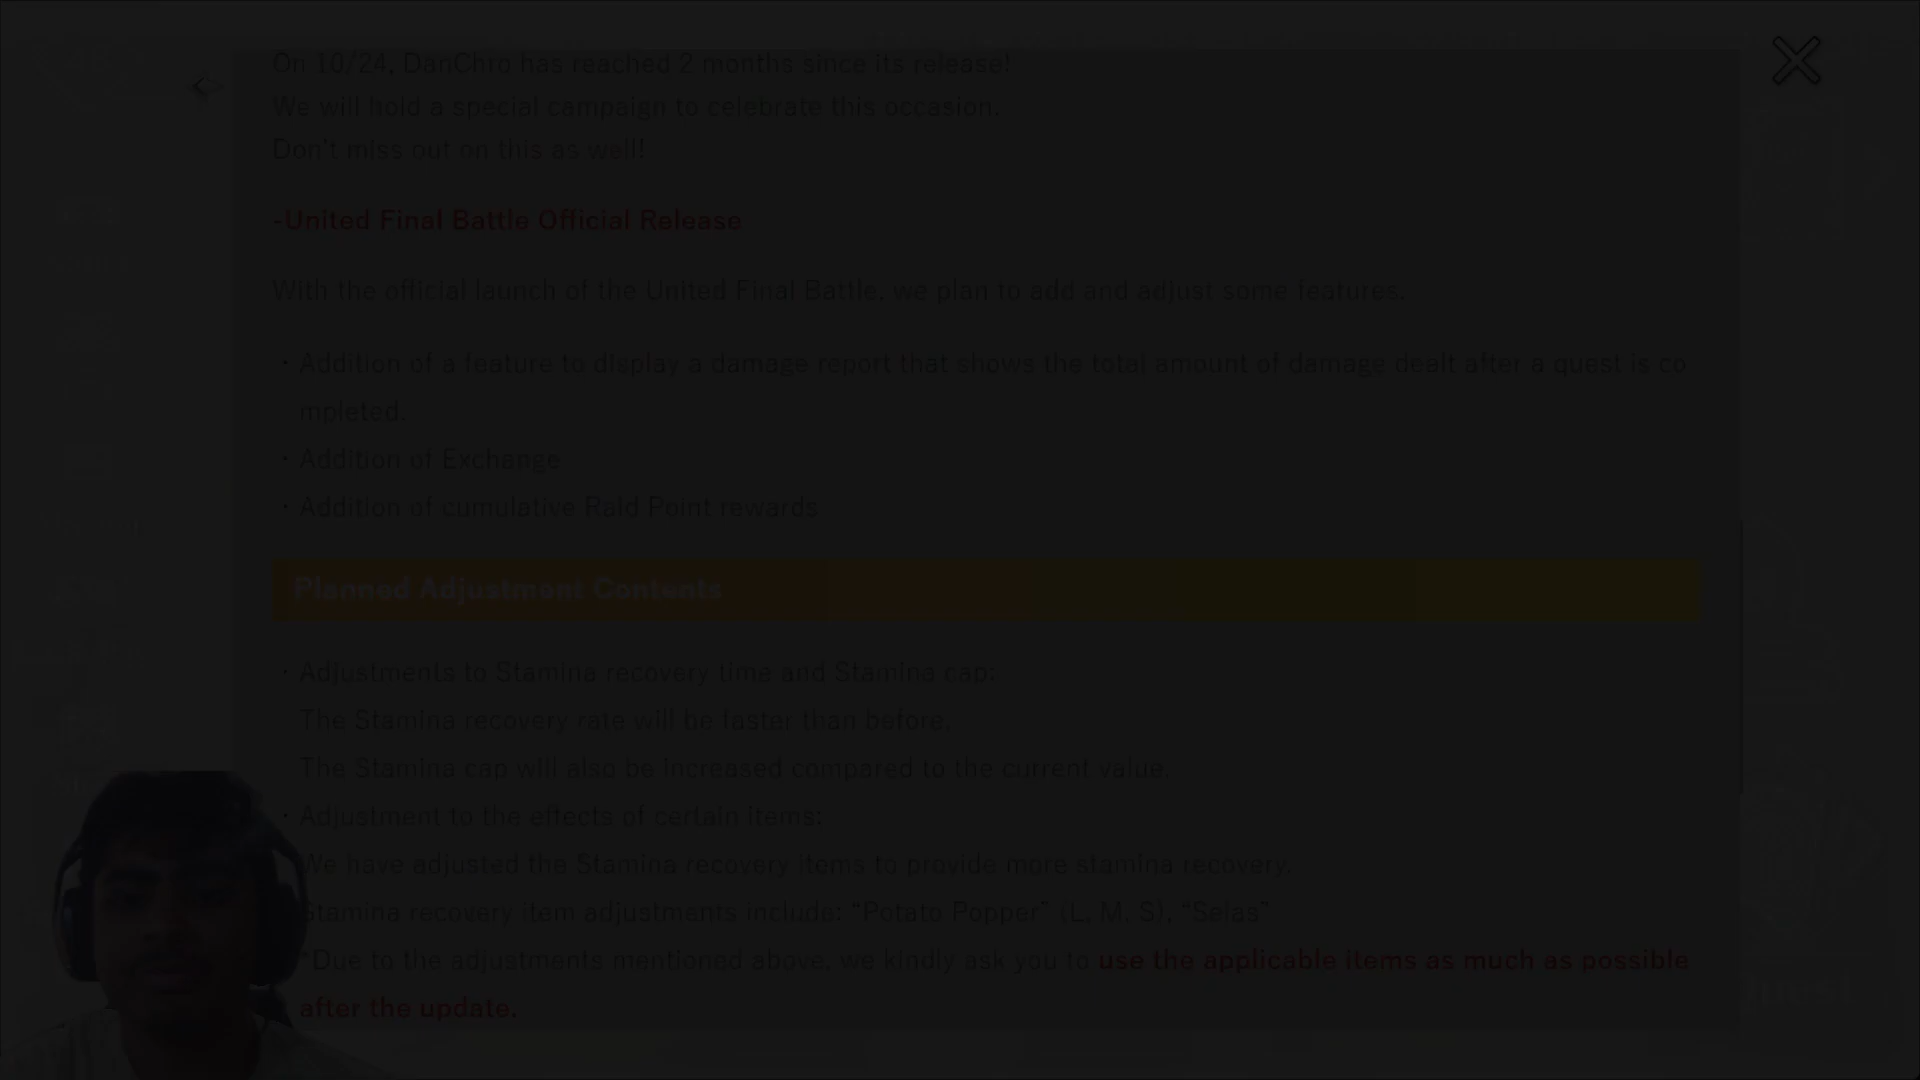 On 10/24, DanChro has reached 2 months since its release!
We will hold a special campaign to celebrate this occasion.
Don't miss out on this as well!
-United Final Battle Official Release
With the official launch of the United Final Battle, we plan to add and adjust some features.
・Addition of a feature to display a damage report that shows the total amount of damage dealt after a quest is co
mpleted.
・Addition of Exchange
・Addition of cumulative Raid Point rewards
Planned Adjustment Contents
・Adjustments to Stamina recovery time and Stamina cap:
The Stamina recovery rate will be faster than before.
The Stamina cap will also be increased compared to the current value.
・Adjustment to the effects of certain items:
We have adjusted the Stamina recovery items to provide more stamina recovery.
Stamina recovery item adjustments include: “Potato Popper” (L, M, S), “Selas”
*Due to the adjustments mentioned above, we kindly ask you to use the applicable items as much as possible
after the update.